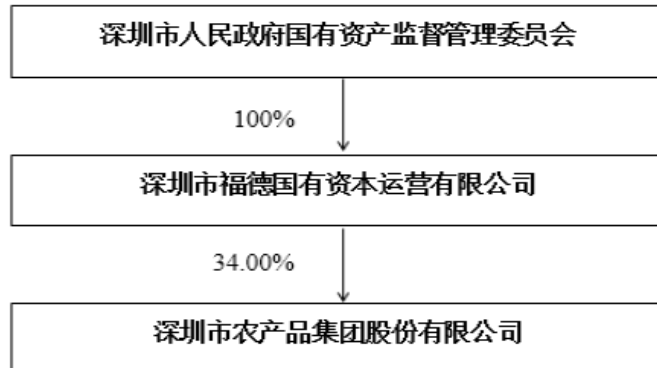 深圳市人民政府国有资产监督管理委员会
100%
深圳市福德国有资本运营有限公司
34.00%
深圳市农产品集团股份有限公司